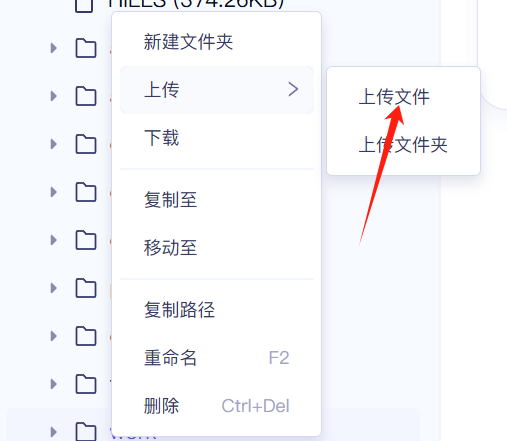 (374.26KB)
新建文件夹
上传
上传文件
下载
上传文件夹
复制至
移动至
复制路径
重命名 F2
删除 Ctrl+Del
work